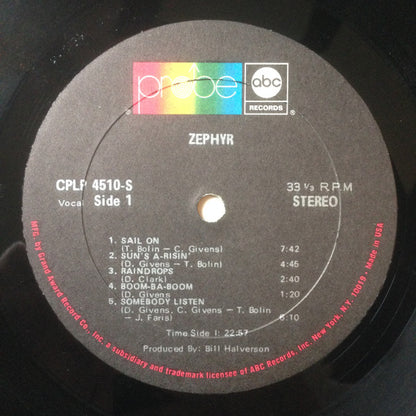 probe
abc
RECORDS
ZEPHYR
CPLP 4510-S
33 ⅓ R.P.M
Vocal Side 1
STEREO
1. SAIL ON
(T. Bolin — C. Givens) 7:42
2. SUN'S A-RISIN'
(D. Givens — T. Bolin) 4:45
3. RAINDROPS
(D. Clark) 2:40
4. BOOM-BA-BOOM
(D. Givens 1:20
5. SOMEBODY LISTEN
(D. Givens, C. Givens — T. Bolin
— J. Faris) 6:10
Time Side I: 22:57
Produced By: Bill Halverson
MFG. by Grand Award Record Co., Inc., a subsidiary and trademark licensee of ABC Records, Inc. New York, N.Y. 10019 • Made in USA